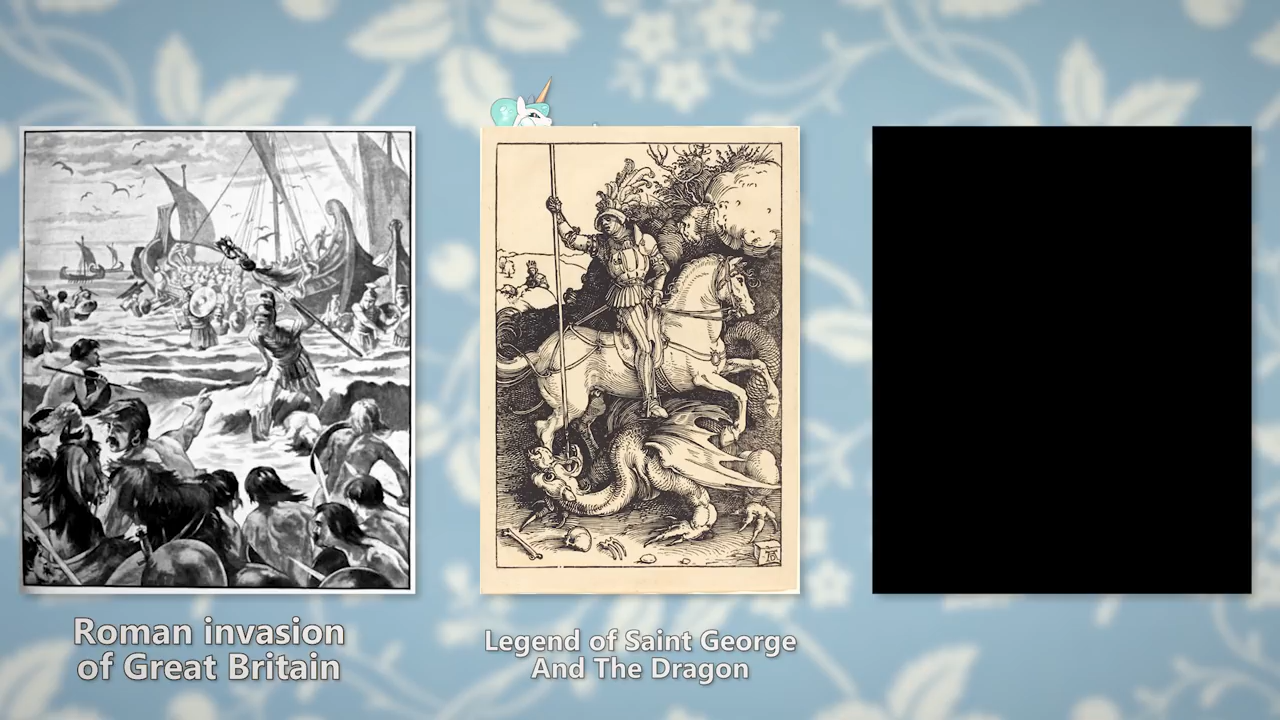 Roman invasion
of Great Britain
Legend of Saint George
And The Dragon